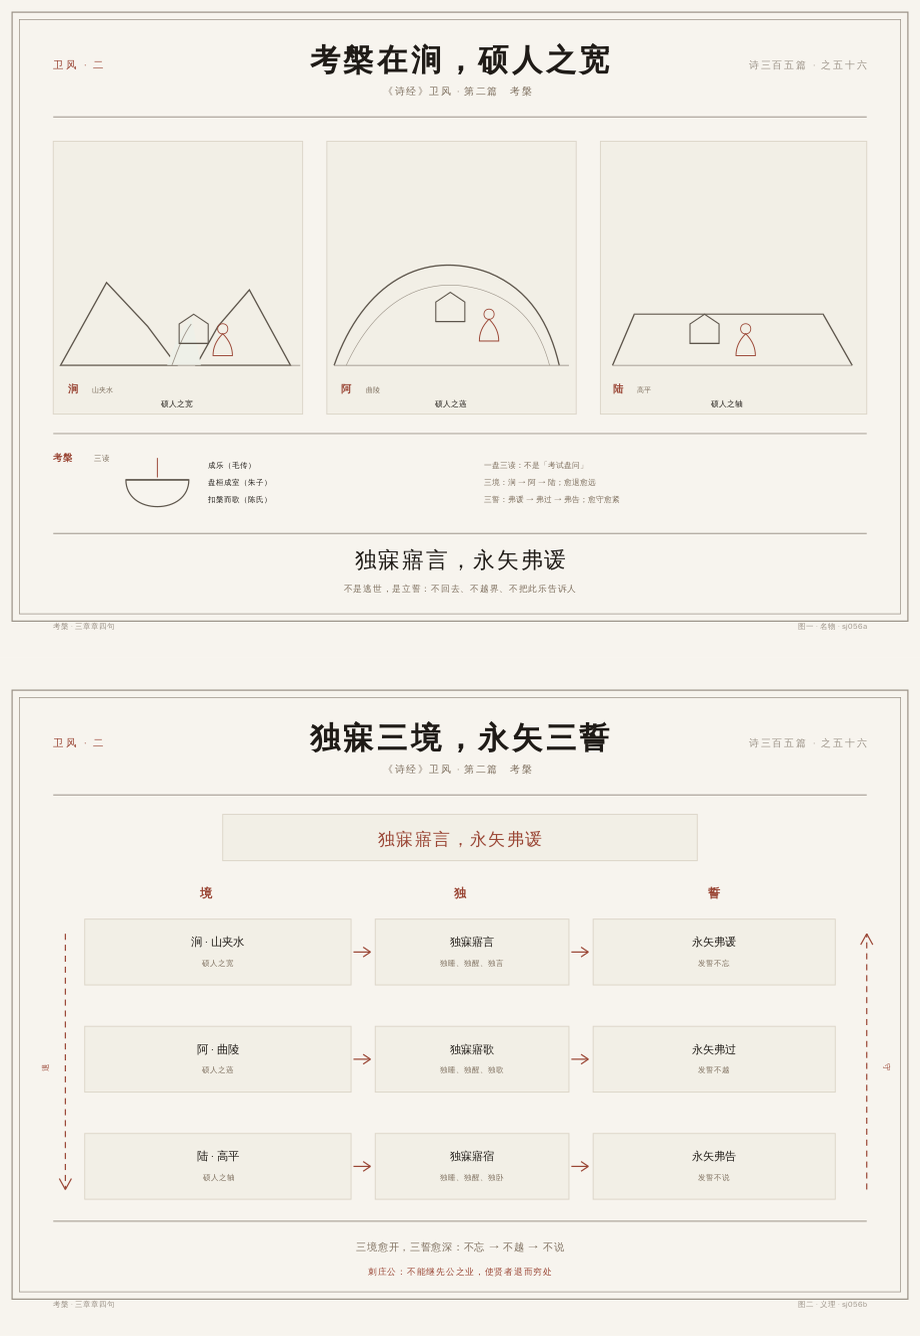 卫风 · 二
考槃在涧，硕人之宽
诗三百五篇 · 之五十六
《诗经》卫风 · 第二篇　考槃
涧　山夹水
硕人之宽
阿　曲陵
硕人之薖
陆　高平
硕人之轴
考槃　三读
成乐（毛传）
盘桓成室（朱子）
扣槃而歌（陈氏）
一盘三读：不是「考试盘问」
三境：涧 → 阿 → 陆；愈退愈远
三誓：弗谖 → 弗过 → 弗告；愈守愈紧
独寐寤言，永矢弗谖
不是逃世，是立誓：不回去、不越界、不把此乐告诉人
考槃 · 三章章四句
图一 · 名物 · sj056a
卫风 · 二
独寐三境，永矢三誓
诗三百五篇 · 之五十六
《诗经》卫风 · 第二篇　考槃
独寐寤言，永矢弗谖
境
独
誓
涧 · 山夹水
硕人之宽
独寐寤言
独睡、独醒、独言
永矢弗谖
发誓不忘
阿 · 曲陵
硕人之薖
独寐寤歌
独睡、独醒、独歌
永矢弗过
发誓不越
退
守
陆 · 高平
硕人之轴
独寐寤宿
独睡、独醒、独卧
永矢弗告
发誓不说
三境愈开，三誓愈深：不忘 → 不越 → 不说
刺庄公：不能继先公之业，使贤者退而穷处
考槃 · 三章章四句
图二 · 义理 · sj056b